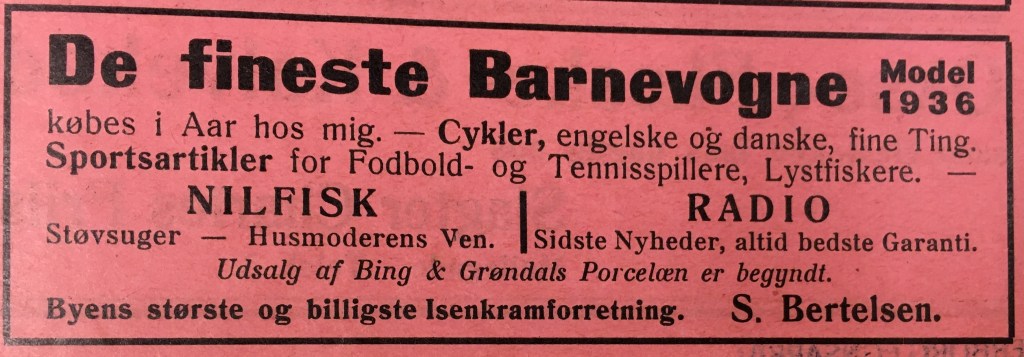 De fineste Barnevogne Model 1936
købes i Aar hos mig. — Cykler, engelske og danske, fine Ting.
Sportsartikler for Fodbold- og Tennisspillere, Lystfiskere. —
NILFISK
Støvsuger — Husmoderens Ven.
RADIO
Sidste Nyheder, altid bedste Garanti.
Udsalg af Bing & Grøndals Porcelæn er begyndt.
Byens største og billigste Isenkramforretning. S. Bertelsen.